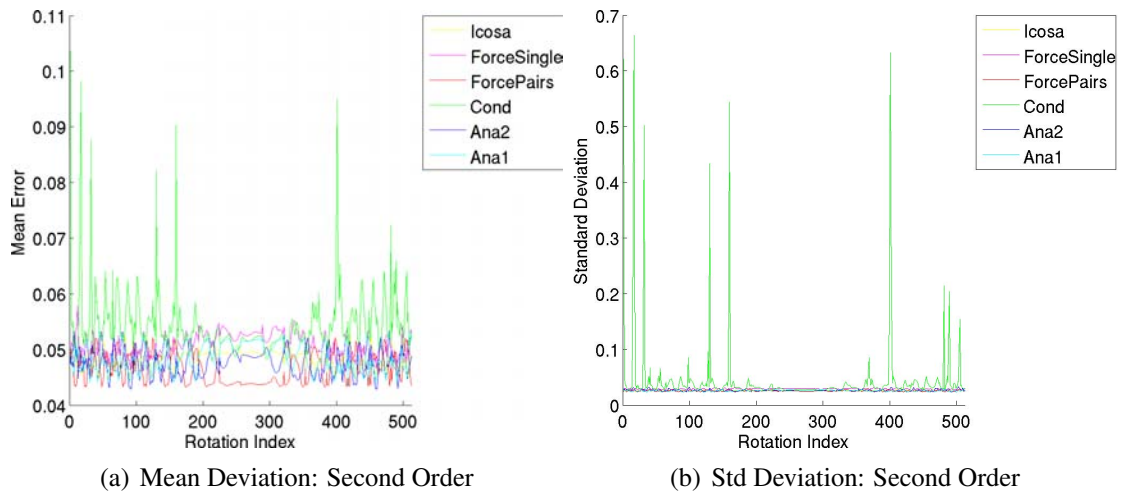 0.11
0.1
0.09
0.08
0.07
0.06
0.05
0.04
Mean Error
0 100 200 300 400 500
Rotation Index
Icosa
ForceSingle
ForcePairs
Cond
Ana2
Ana1
(a) Mean Deviation: Second Order
0.7
0.6
0.5
0.4
0.3
0.2
0.1
0
Standard Deviation
0 100 200 300 400 500
Rotation Index
Icosa
ForceSingle
ForcePairs
Cond
Ana2
Ana1
(b) Std Deviation: Second Order